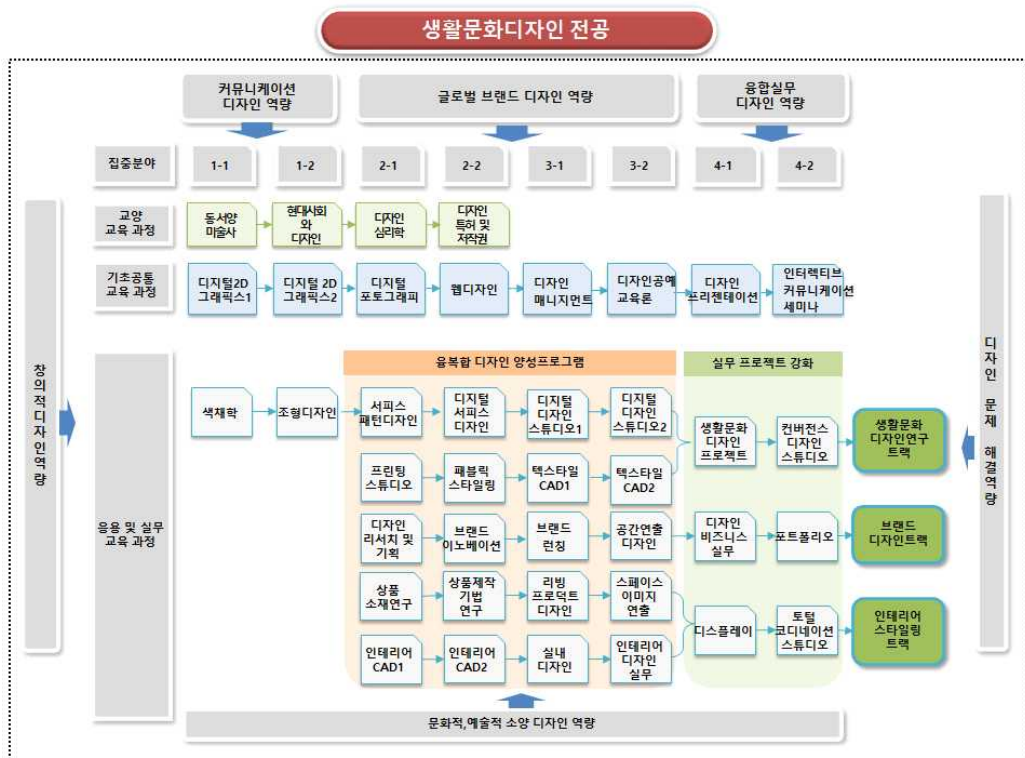 생활문화디자인 전공
커뮤니케이션
디자인 역량
글로벌 브랜드 디자인 역량
융합실무
디자인 역량
집중분야
1-1
1-2
2-1
2-2
3-1
3-2
4-1
4-2
교양
교육 과정
동서양
미술사
현대사회
와
디자인
디자인
심리학
디자인
특허 및
저작권
기초공통
교육 과정
디지털2D
그래픽스1
디지털 2D
그래픽스2
디지털
포토그래피
웹디자인
디자인
매니지먼트
디자인공예
교육론
디자인
프리젠테이션
인터렉티브
커뮤니케이션
세미나
창의적디자인역량
디자인 문제 해결역량
응용 및 실무
교육 과정
융복합 디자인 양성프로그램
실무 프로젝트 강화
색채학
조형디자인
서피스
패턴디자인
디지털
서피스
디자인
디지털
디자인
스튜디오1
디지털
디자인
스튜디오2
생활문화
디자인
프로젝트
컨버전스
디자인
스튜디오
생활문화
디자인연구
트랙
프린팅
스튜디오
패브릭
스타일링
텍스타일
CAD1
텍스타일
CAD2
디자인
리서치 및
기획
브랜드
이노베이션
브랜드
런칭
공간연출
디자인
디자인
비즈니스
실무
포트폴리오
브랜드
디자인트랙
상품
소재연구
상품제작
기법
연구
리빙
프로덕트
디자인
스페이스
이미지
연출
디스플레이
토털
코디네이션
스튜디오
인테리어
스타일링
트랙
인테리어
CAD1
인테리어
CAD2
실내
디자인
인테리어
디자인
실무
문화적,예술적 소양 디자인 역량